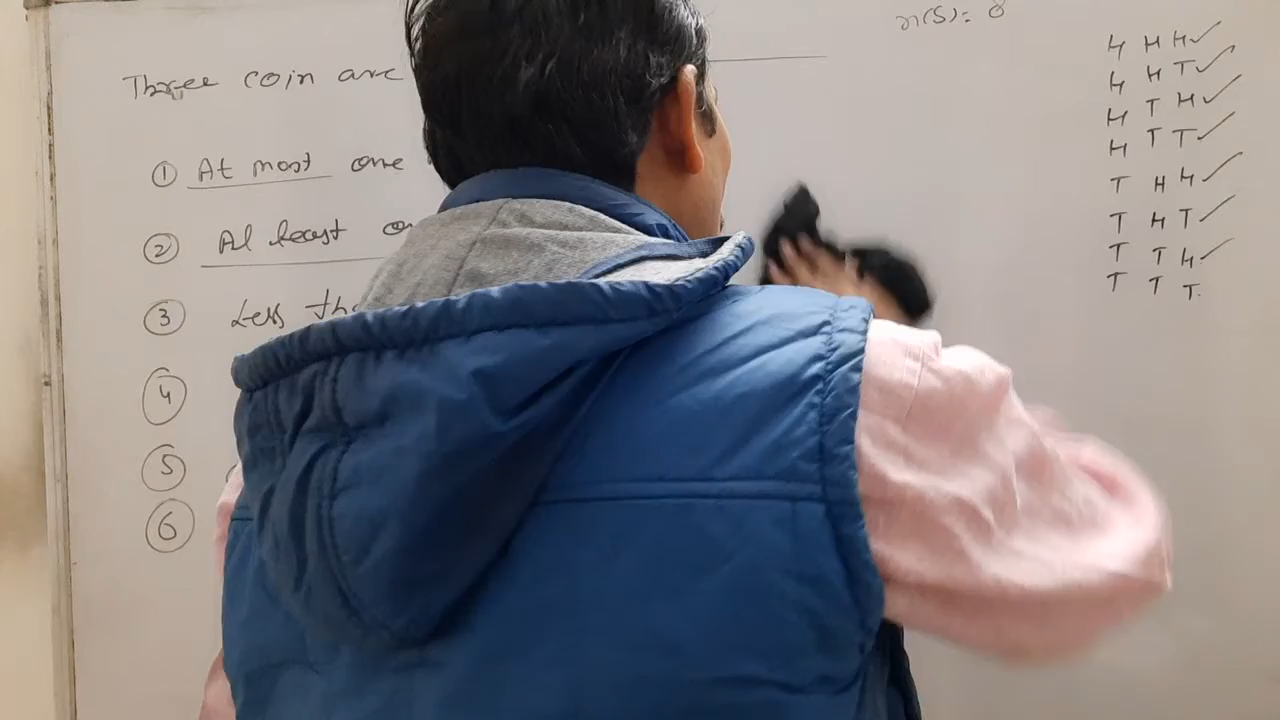 n(S) = 8
Three coin are
① At most one
② At least
③ Less
④
⑤
⑥
H H H ✓
H H T ✓
H T H ✓
H T T ✓
T H H ✓
T H T ✓
T T H ✓
T T T.